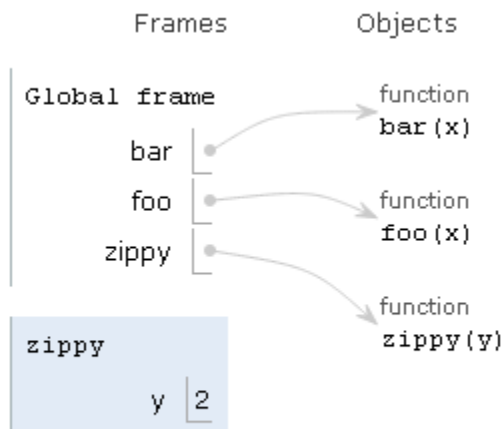 Frames
Objects
Global frame
bar
foo
zippy
function
bar(x)
function
foo(x)
function
zippy(y)
zippy
y 2